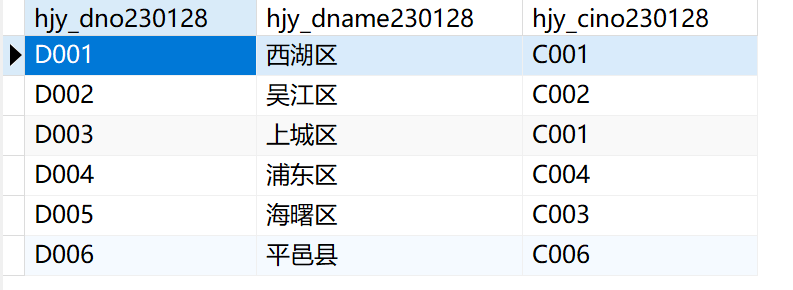 hjy_dno230128 hjy_dname230128 hjy_cino230128
D001 西湖区 C001
D002 吴江区 C002
D003 上城区 C001
D004 浦东区 C004
D005 海曙区 C003
D006 平邑县 C006